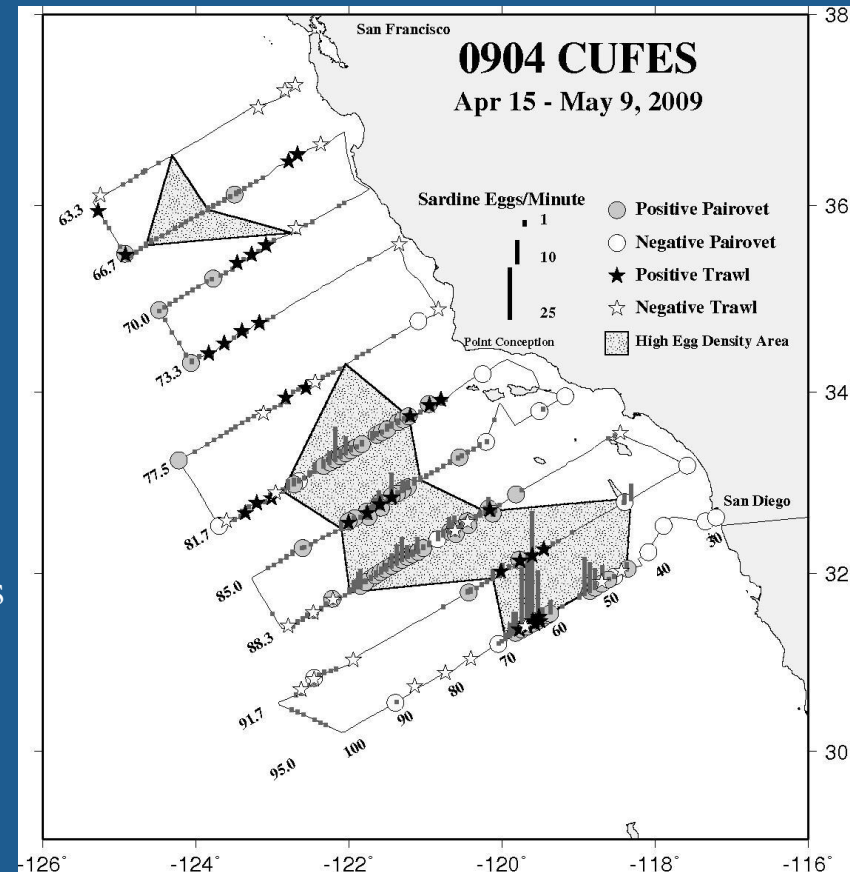 38
San Francisco
0904 CUFES
Apr 15 - May 9, 2009
Sardine Eggs/Minute
1
10
25
Positive Pairovet
Negative Pairovet
Positive Trawl
Negative Trawl
High Egg Density Area
Point Conception
63.3
36
66.7
70.0
73.3
34
77.5
81.7
San Diego
30
40
50
60
70
80
90
100
32
85.0
88.3
91.7
95.0
30
s
-126°
-124°
-122°
-120°
-118°
-116°